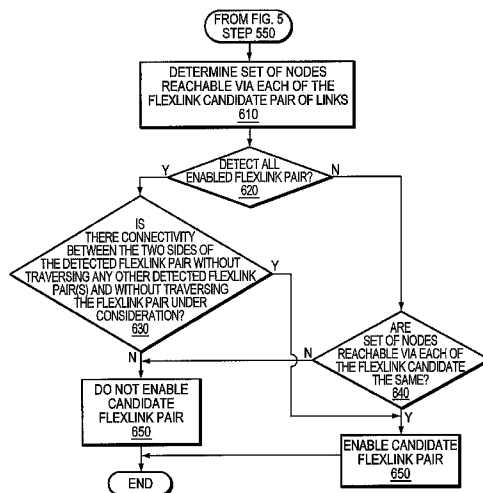 FROM FIG. 5
STEP 550
DETERMINE SET OF NODES
REACHABLE VIA EACH OF THE
FLEXLINK CANDIDATE PAIR OF LINKS
610
Y
DETECT ALL
ENABLED FLEXLINK PAIR?
620
N
IS
THERE CONNECTIVITY
BETWEEN THE TWO SIDES OF
THE DETECTED FLEXLINK PAIR WITHOUT
TRAVERSING ANY OTHER DETECTED FLEXLINK
PAIR(S) AND WITHOUT TRAVERSING
THE FLEXLINK PAIR UNDER
CONSIDERATION?
630
Y
N
ARE
SET OF NODES
REACHABLE VIA EACH OF
THE FLEXLINK CANDIDATE
THE SAME?
640
N
Y
DO NOT ENABLE
CANDIDATE
FLEXLINK PAIR
650
ENABLE CANDIDATE
FLEXLINK PAIR
650
END